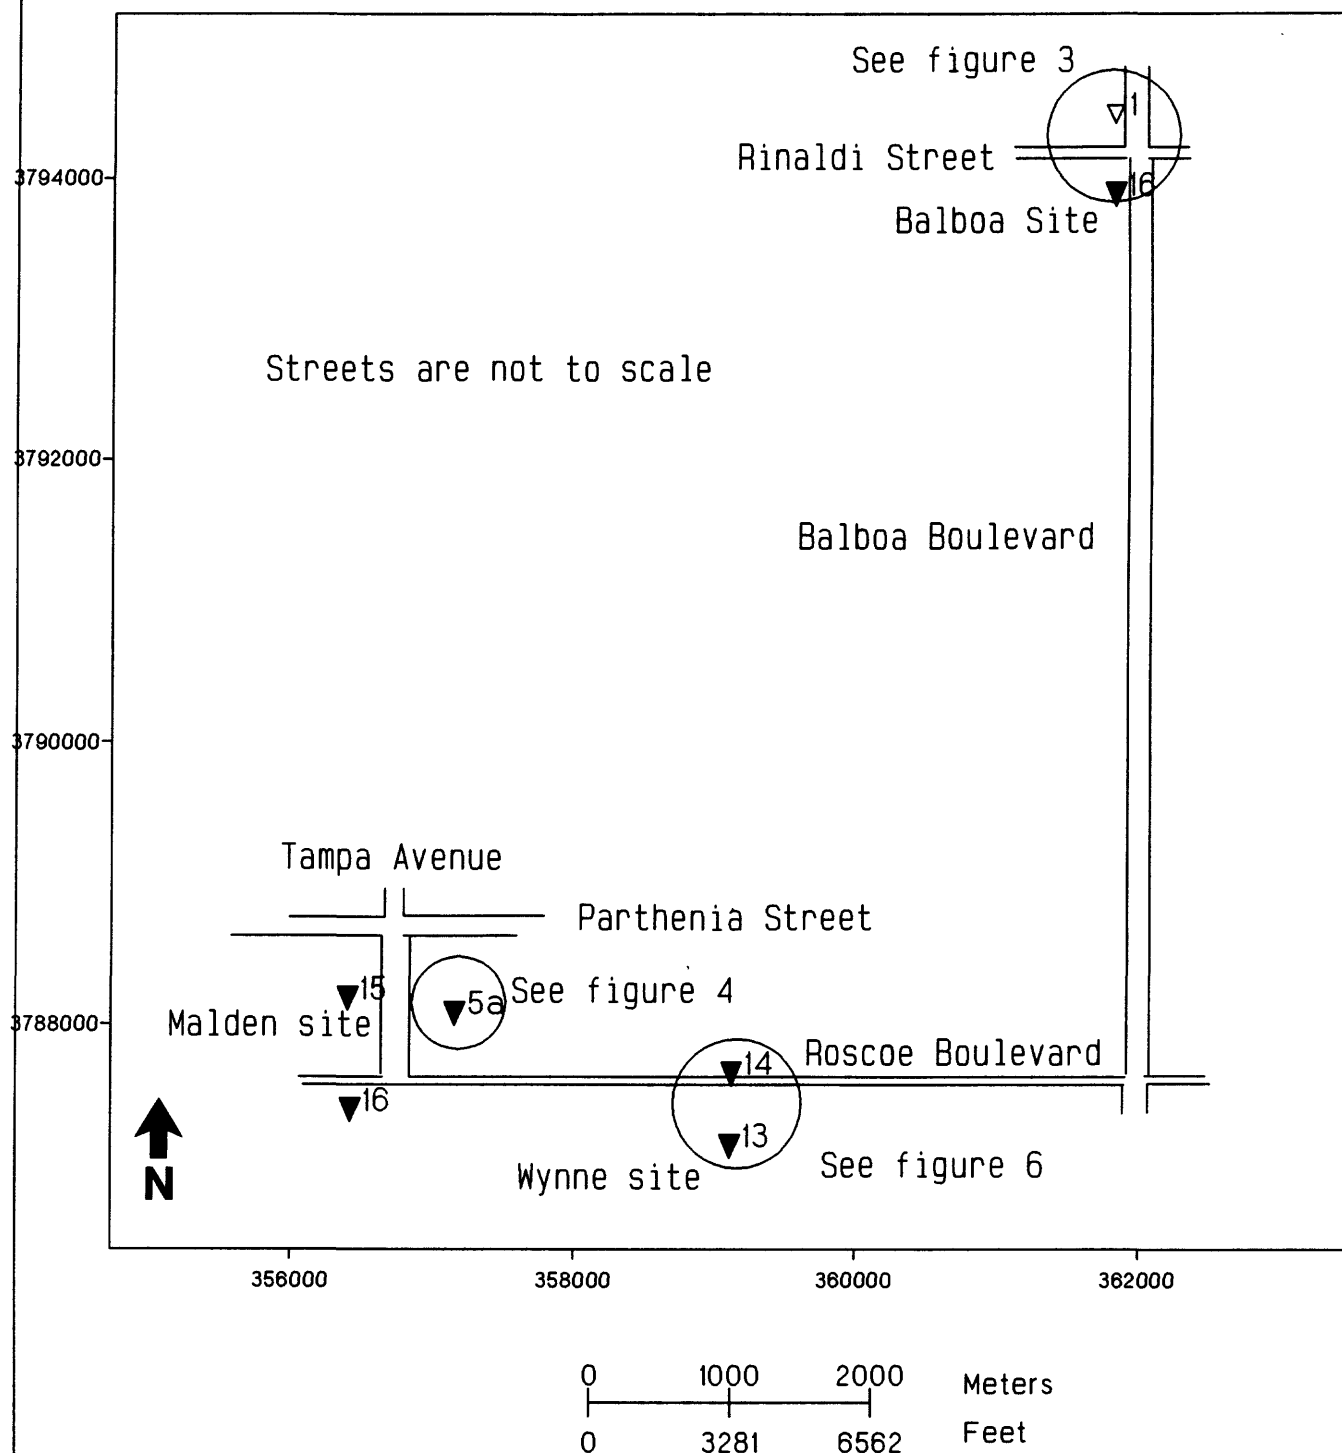 See figure 3
1
Rinaldi Street
3794000
16
Balboa Site
Streets are not to scale
3792000
Balboa Boulevard
3790000
Tampa Avenue
Parthenia Street
15
5a
See figure 4
Malden site
3788000
14
Roscoe Boulevard
16
13
See figure 6
Wynne site
N
356000 358000 360000 362000
0 1000 2000 Meters
0 3281 6562 Feet